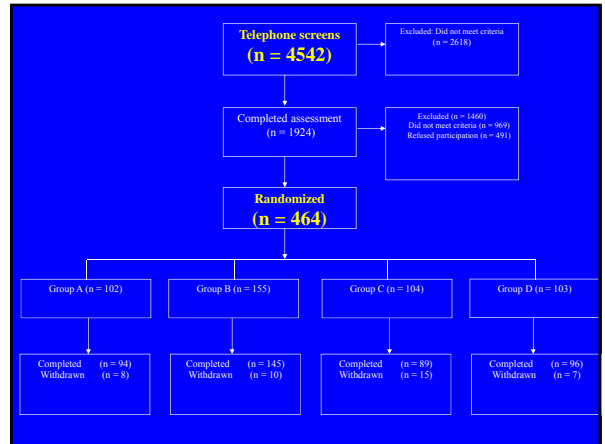 Telephone screens
(n = 4542)
Excluded: Did not meet criteria
(n = 2618)
Completed assessment
(n = 1924)
Excluded (n = 1460)
Did not meet criteria (n = 969)
Refused participation (n = 491)
Randomized
(n = 464)
Group A (n = 102)
Group B (n = 155)
Group C (n = 104)
Group D (n = 103)
Completed (n = 94)
Withdrawn (n = 8)
Completed (n = 145)
Withdrawn (n = 10)
Completed (n = 89)
Withdrawn (n = 15)
Completed (n = 96)
Withdrawn (n = 7)